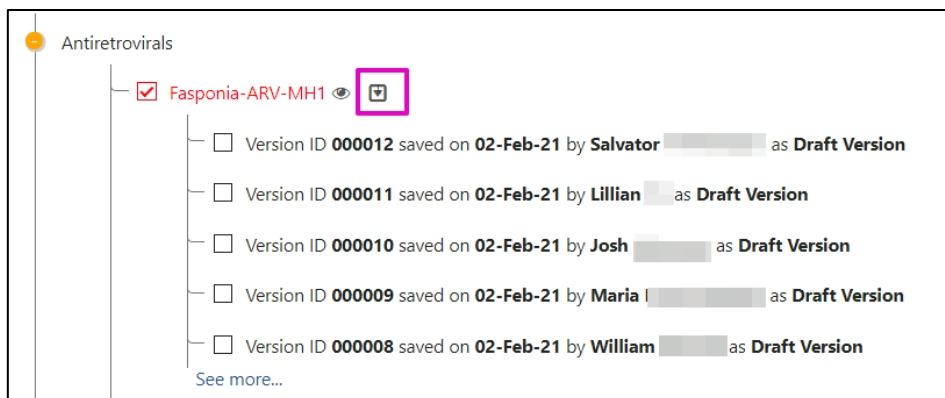 Antiretrovirals
Fasponia-ARV-MH1
Version ID 000012 saved on 02-Feb-21 by Salvator as Draft Version
Version ID 000011 saved on 02-Feb-21 by Lillian as Draft Version
Version ID 000010 saved on 02-Feb-21 by Josh as Draft Version
Version ID 000009 saved on 02-Feb-21 by Maria as Draft Version
Version ID 000008 saved on 02-Feb-21 by William as Draft Version
See more...